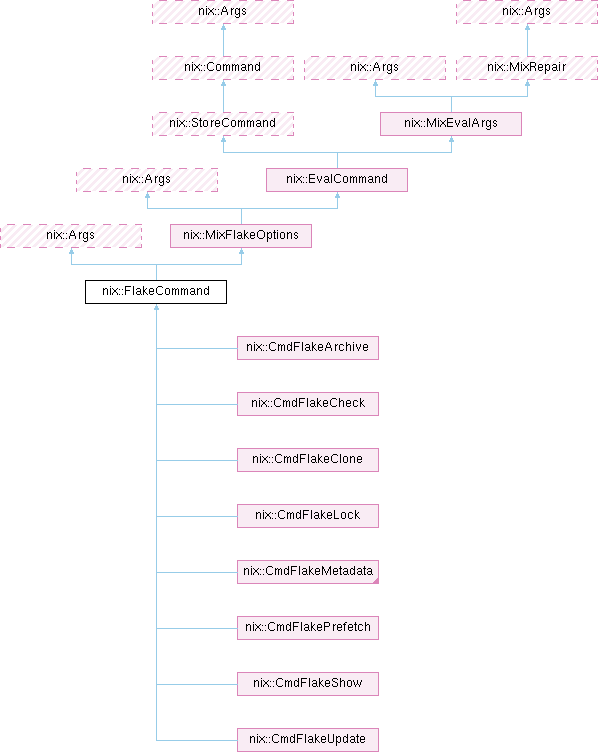 nix::Args
nix::Args
nix::Command
nix::Args
nix::MixRepair
nix::StoreCommand
nix::MixEvalArgs
nix::Args
nix::EvalCommand
nix::Args
nix::MixFlakeOptions
nix::FlakeCommand
nix::CmdFlakeArchive
nix::CmdFlakeCheck
nix::CmdFlakeClone
nix::CmdFlakeLock
nix::CmdFlakeMetadata
nix::CmdFlakePrefetch
nix::CmdFlakeShow
nix::CmdFlakeUpdate